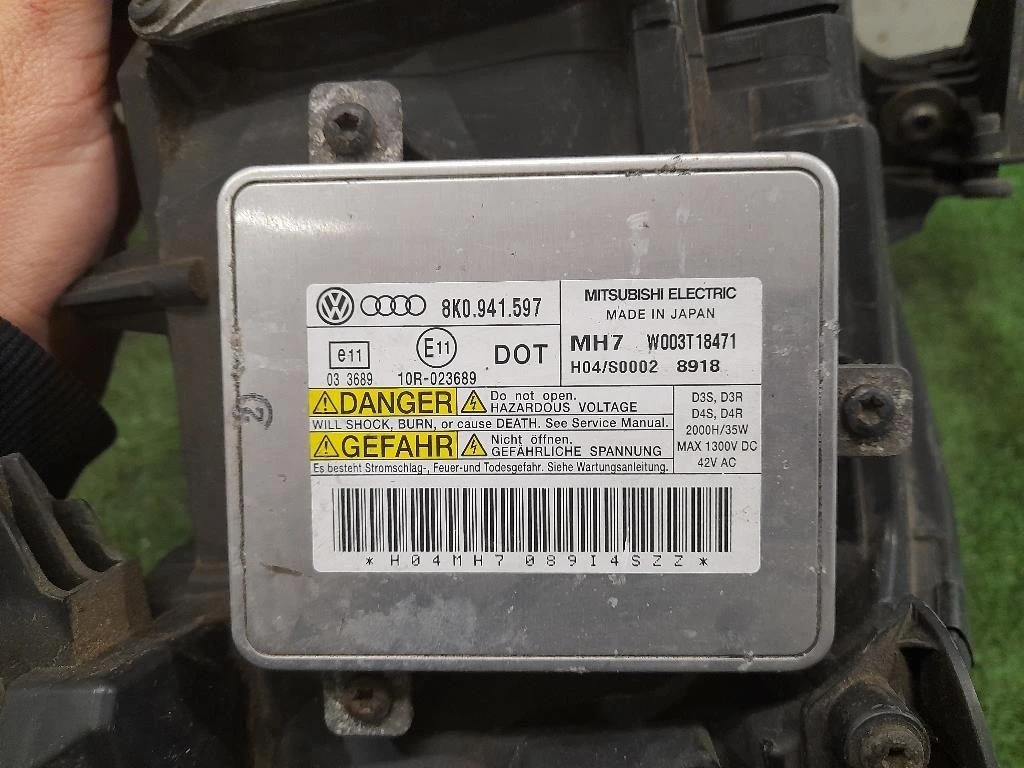 8K0.941.597
MITSUBISHI ELECTRIC
MADE IN JAPAN
e11
03 3689
E11
10R-023689
DOT
MH7 W003T18471
H04/S0002 8918
DANGER
Do not open.
HAZARDOUS VOLTAGE
WILL SHOCK, BURN, or cause DEATH. See Service Manual.
GEFAHR
Nicht öffnen.
GEFÄHRLICHE SPANNUNG
Es besteht Stromschlag-, Feuer-und Todesgefahr. Siehe Wartungsanleitung.
D3S, D3R
D4S, D4R
2000H/35W
MAX 1300V DC
42V AC
*H04MH7089I4SZZ*